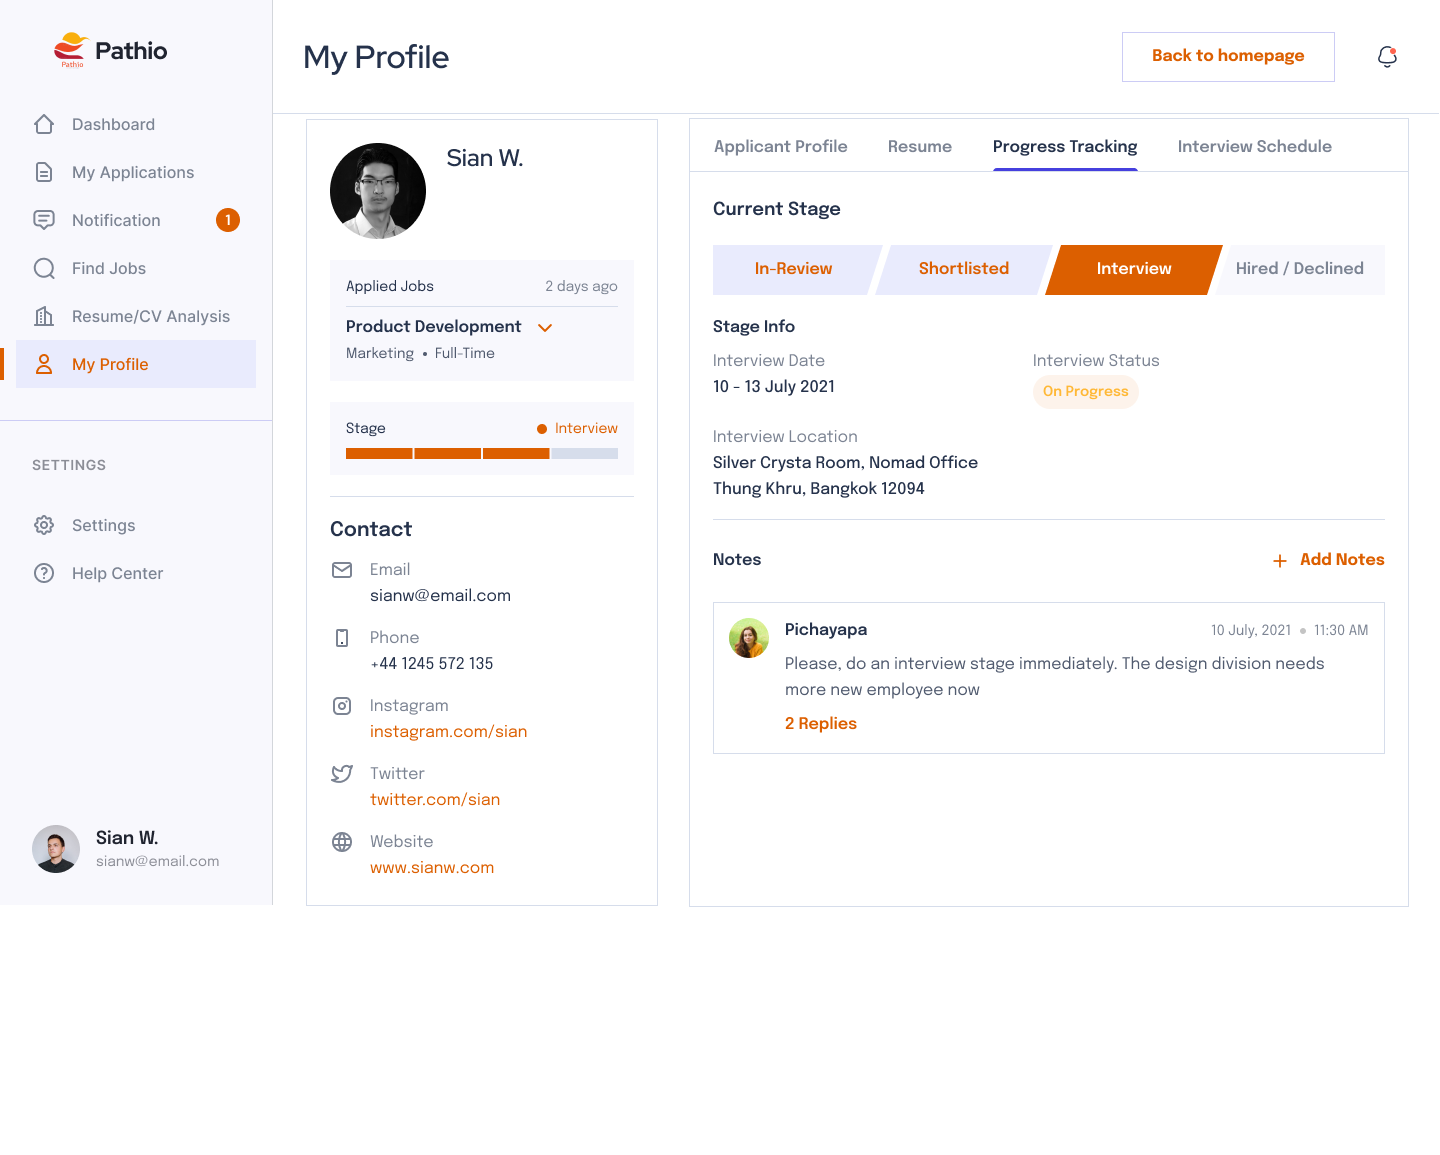 Pathio
Pathio
Dashboard
My Applications
Notification
1
Find Jobs
Resume/CV Analysis
My Profile
SETTINGS
Settings
Help Center
Sian W.
sianw@email.com
My Profile
Back to homepage
Sian W.
Applied Jobs
2 days ago
Product Development
Marketing • Full-Time
Stage
Interview
Contact
Email
sianw@email.com
Phone
+44 1245 572 135
Instagram
instagram.com/sian
Twitter
twitter.com/sian
Website
www.sianw.com
Applicant Profile
Resume
Progress Tracking
Interview Schedule
Current Stage
In-Review
Shortlisted
Interview
Hired / Declined
Stage Info
Interview Date
10 - 13 July 2021
Interview Status
On Progress
Interview Location
Silver Crysta Room, Nomad Office
Thung Khru, Bangkok 12094
Notes
+ Add Notes
Pichayapa
10 July, 2021 • 11:30 AM
Please, do an interview stage immediately. The design division needs
more new employee now
2 Replies